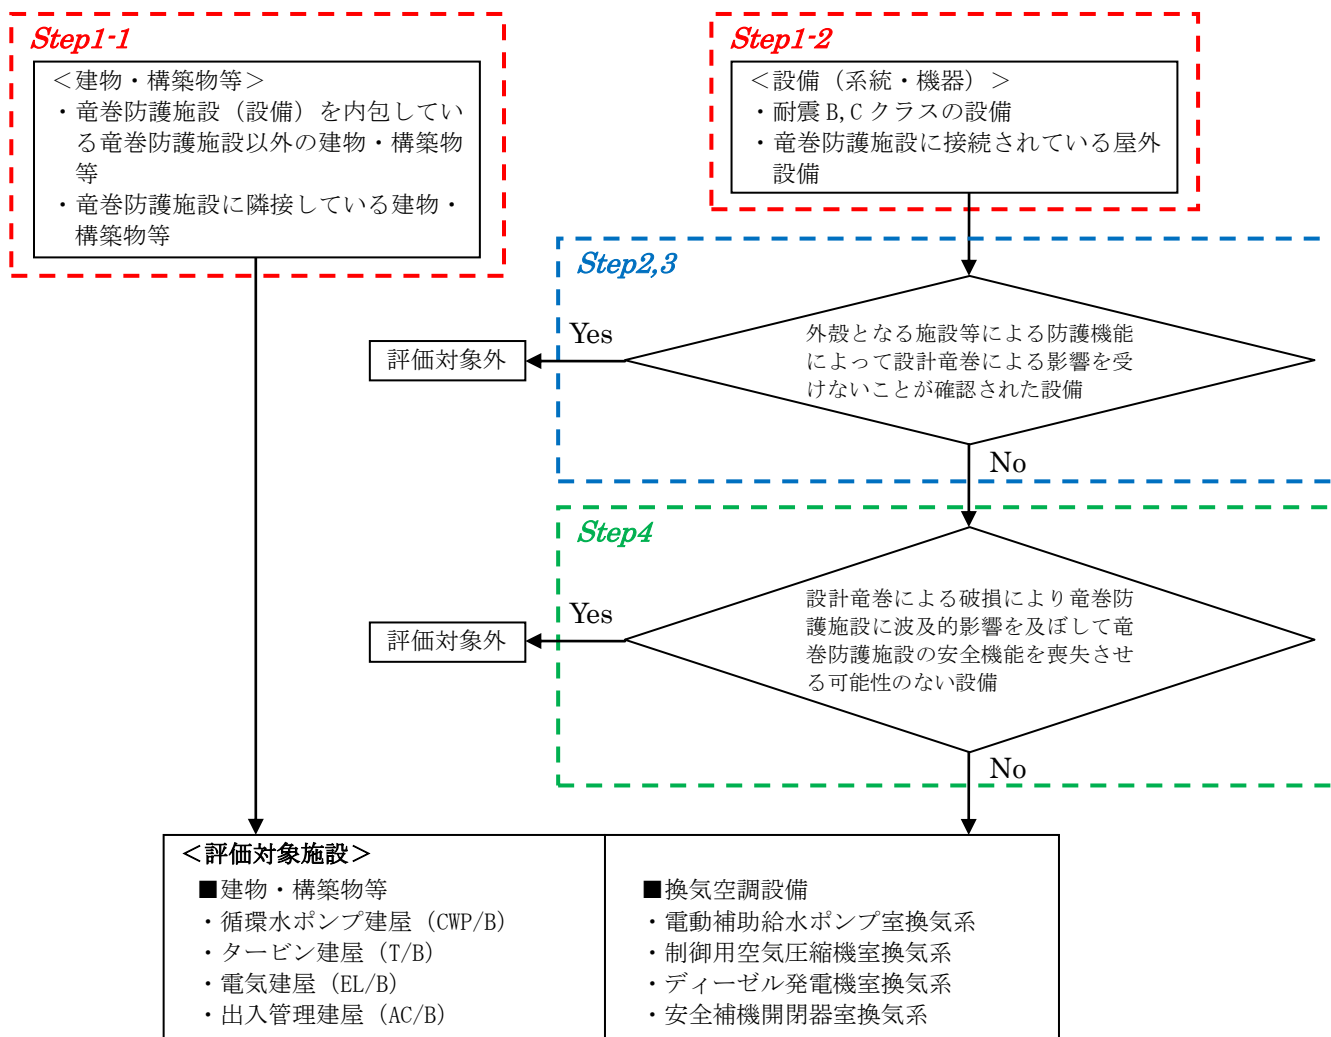 Step1-1
＜建物・構築物等＞
・竜巻防護施設（設備）を内包してい
る竜巻防護施設以外の建物・構築物
等
・竜巻防護施設に隣接している建物・
構築物等
Step1-2
＜設備（系統・機器）＞
・耐震 B,C クラスの設備
・竜巻防護施設に接続されている屋外
設備
Step2,3
外殻となる施設等による防護機能
によって設計竜巻による影響を受
けないことが確認された設備
Yes
評価対象外
No
Step4
設計竜巻による破損により竜巻防
護施設に波及的影響を及ぼして竜
巻防護施設の安全機能を喪失させ
る可能性のない設備
Yes
評価対象外
No
＜評価対象施設＞
■建物・構築物等
・循環水ポンプ建屋（CWP/B）
・タービン建屋（T/B）
・電気建屋（EL/B）
・出入管理建屋（AC/B）
■換気空調設備
・電動補助給水ポンプ室換気系
・制御用空気圧縮機室換気系
・ディーゼル発電機室換気系
・安全補機開閉器室換気系